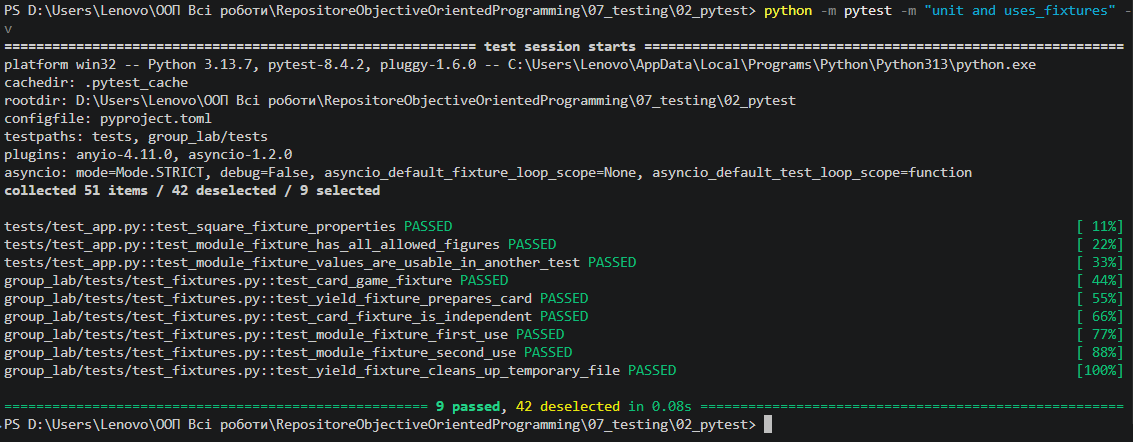 PS D:\Users\Lenovo\ООП Всі роботи\RepositoreObjectiveOrientedProgramming\07_testing\02_pytest> python -m pytest -m "unit and uses_fixtures" -
v
======================================================== test session starts =========================================================
platform win32 -- Python 3.13.7, pytest-8.4.2, pluggy-1.6.0 -- C:\Users\Lenovo\AppData\Local\Programs\Python\Python313\python.exe
cachedir: .pytest_cache
rootdir: D:\Users\Lenovo\ООП Всі роботи\RepositoreObjectiveOrientedProgramming\07_testing\02_pytest
configfile: pyproject.toml
testpaths: tests, group_lab/tests
plugins: anyio-4.11.0, asyncio-1.2.0
asyncio: mode=Mode.STRICT, debug=False, asyncio_default_fixture_loop_scope=None, asyncio_default_test_loop_scope=function
collected 51 items / 42 deselected / 9 selected
tests/test_app.py::test_square_fixture_properties PASSED [ 11%]
tests/test_app.py::test_module_fixture_has_all_allowed_figures PASSED [ 22%]
tests/test_app.py::test_module_fixture_values_are_usable_in_another_test PASSED [ 33%]
group_lab/tests/test_fixtures.py::test_card_game_fixture PASSED [ 44%]
group_lab/tests/test_fixtures.py::test_yield_fixture_prepares_card PASSED [ 55%]
group_lab/tests/test_fixtures.py::test_card_fixture_is_independent PASSED [ 66%]
group_lab/tests/test_fixtures.py::test_module_fixture_first_use PASSED [ 77%]
group_lab/tests/test_fixtures.py::test_module_fixture_second_use PASSED [ 88%]
group_lab/tests/test_fixtures.py::test_yield_fixture_cleans_up_temporary_file PASSED [100%]
================================================== 9 passed, 42 deselected in 0.08s ==================================================
PS D:\Users\Lenovo\ООП Всі роботи\RepositoreObjectiveOrientedProgramming\07_testing\02_pytest>